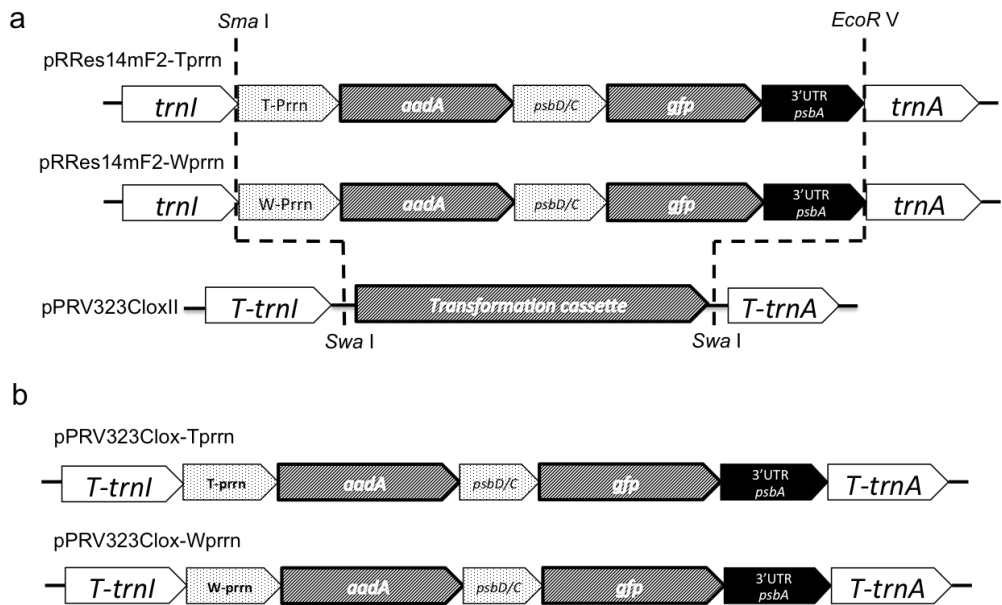 a
Sma I
EcoR V
pRRes14mF2-Tprrn
trnI
T-Prrn
aadA
psbD/C
gfp
3'UTR
psbA
trnA
pRRes14mF2-Wprrn
trnI
W-Prrn
aadA
psbD/C
gfp
3'UTR
psbA
trnA
pPRV323CloxII
T-trnI
Transformation cassette
T-trnA
Swa I
Swa I
b
pPRV323Clox-Tprrn
T-trnI
T-prrn
aadA
psbD/C
gfp
3'UTR
psbA
T-trnA
pPRV323Clox-Wprrn
T-trnI
W-prrn
aadA
psbD/C
gfp
3'UTR
psbA
T-trnA